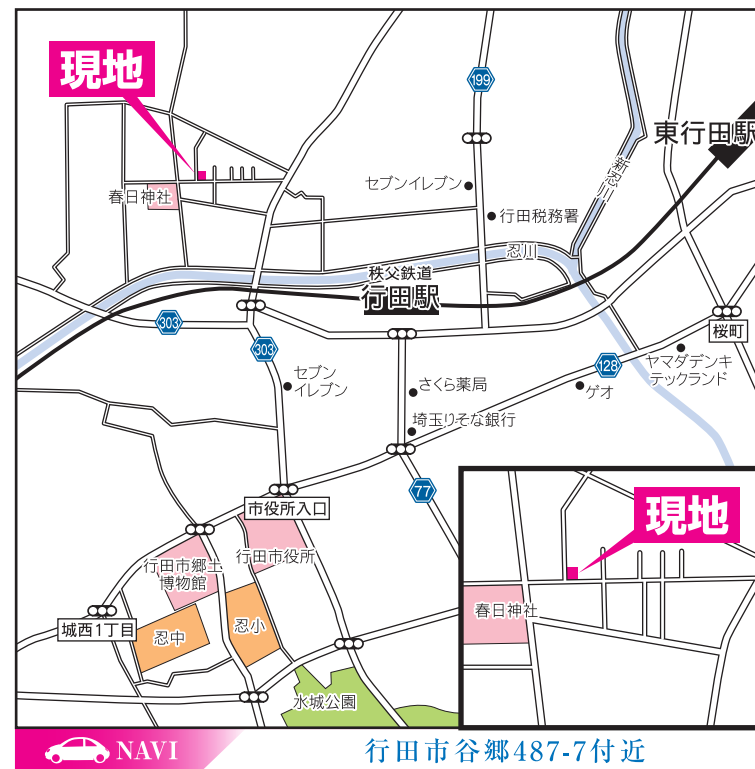 現地
199
東行田駅
新忍川
セブンイレブン
春日神社
行田税務署
忍川
秩父鉄道
行田駅
303
303
桜町
セブン
イレブン
128
ヤマダデンキ
テックランド
さくら薬局
ゲオ
埼玉りそな銀行
77
市役所入口
現地
行田市郷土
博物館
行田市役所
春日神社
城西1丁目
忍中
忍小
水城公園
NAVI
行田市谷郷487-7付近